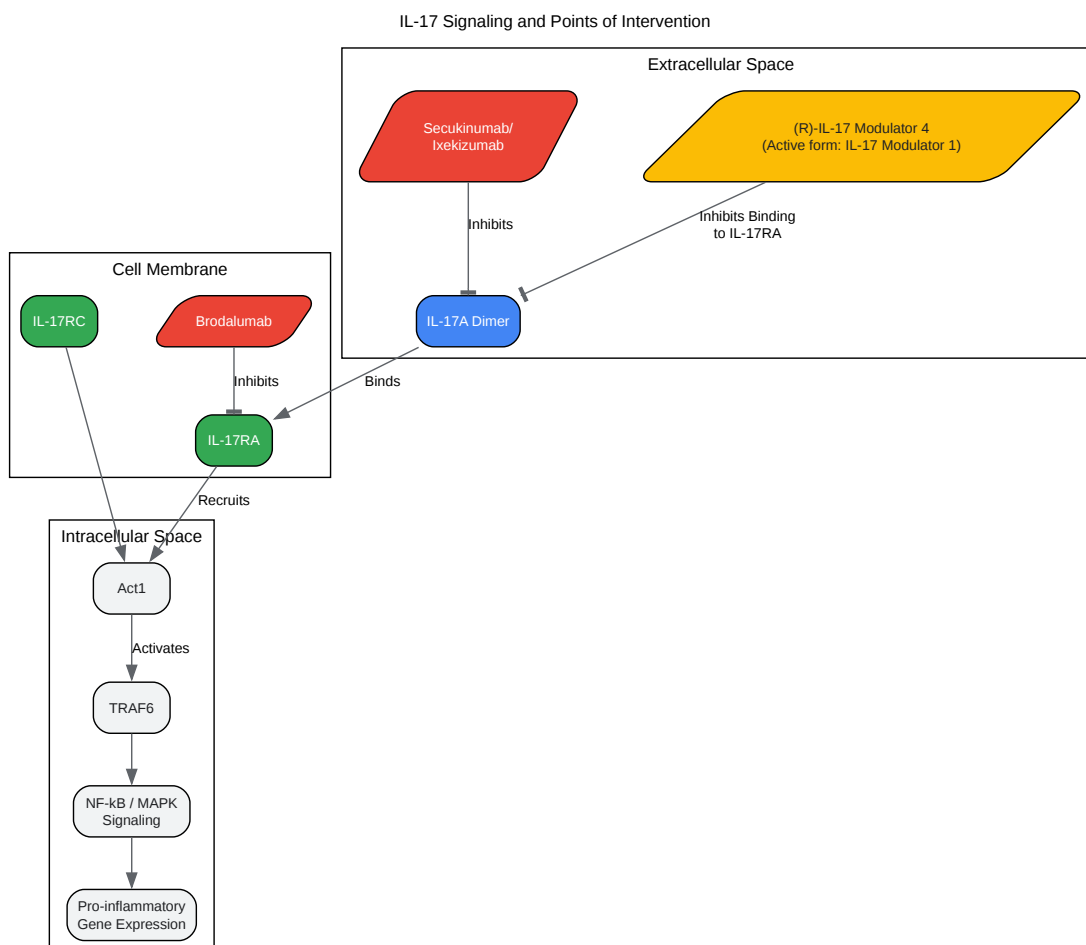 IL-17 Signaling and Points of Intervention
Extracellular Space
Secukinumab/
Ixekizumab
(R)-IL-17 Modulator 4
(Active form: IL-17 Modulator 1)
Inhibits
Inhibits Binding
to IL-17RA
Cell Membrane
IL-17RC
Brodalumab
IL-17A Dimer
Inhibits
Binds
IL-17RA
Recruits
Intracellular Space
Act1
Activates
TRAF6
NF-kB / MAPK
Signaling
Pro-inflammatory
Gene Expression